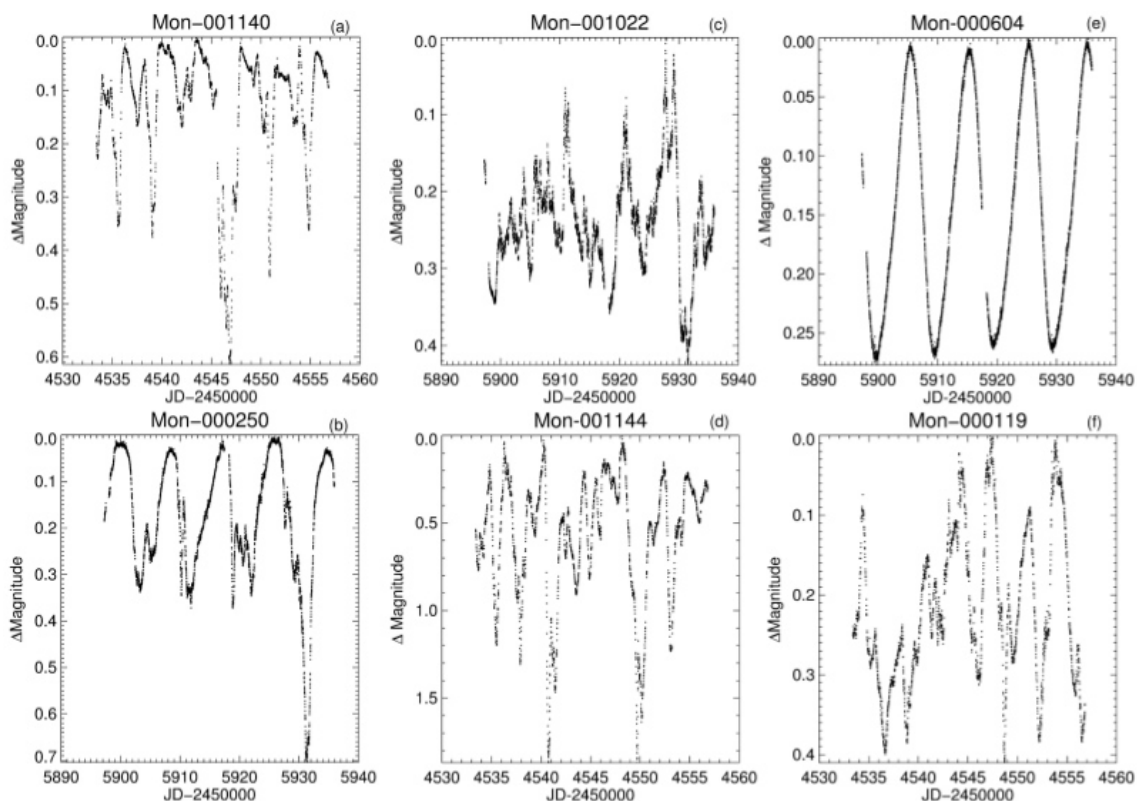 Mon−001140
(a)
ΔMagnitude
0.0
0.1
0.2
0.3
0.4
0.5
0.6
4530 4535 4540 4545 4550 4555 4560
JD−2450000
Mon−001022
(c)
ΔMagnitude
0.0
0.1
0.2
0.3
0.4
5890 5900 5910 5920 5930 5940
JD−2450000
Mon−000604
(e)
Δ Magnitude
0.00
0.05
0.10
0.15
0.20
0.25
5890 5900 5910 5920 5930 5940
JD-2450000
Mon−000250
(b)
ΔMagnitude
0.0
0.1
0.2
0.3
0.4
0.5
0.6
0.7
5890 5900 5910 5920 5930 5940
JD−2450000
Mon-001144
(d)
Δ Magnitude
0.0
0.5
1.0
1.5
4530 4535 4540 4545 4550 4555 4560
JD−2450000
Mon−000119
(f)
ΔMagnitude
0.0
0.1
0.2
0.3
0.4
4530 4535 4540 4545 4550 4555 4560
JD−2450000